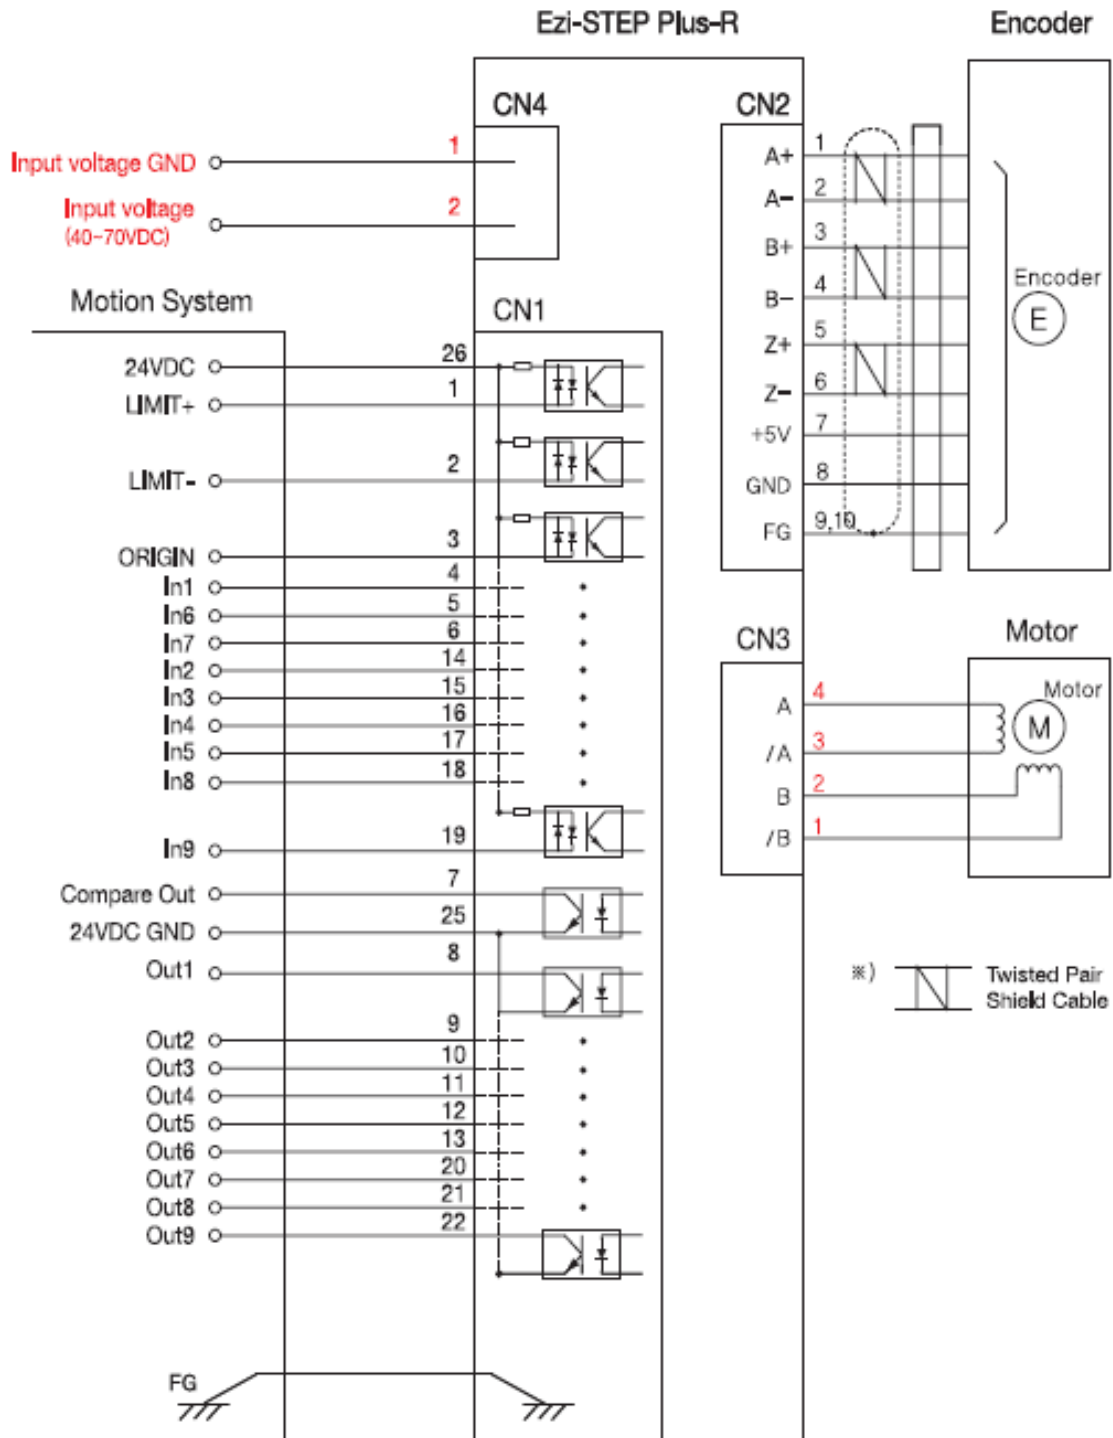 Ezi-STEP Plus-R
Encoder
CN4
CN2
Input voltage GND
1
Input voltage
(40~70VDC)
2
A+ 1
A- 2
B+ 3
B- 4
Z+ 5
Z- 6
+5V 7
GND 8
FG 9,10
Encoder
E
Motion System
CN1
24VDC 26
LIMIT+ 1
LIMIT- 2
ORIGIN 3
In1 4
In6 5
In7 6
In2 14
In3 15
In4 16
In5 17
In8 18
In9 19
Compare Out 7
24VDC GND 25
Out1 8
Out2 9
Out3 10
Out4 11
Out5 12
Out6 13
Out7 20
Out8 21
Out9 22
FG
CN3
Motor
A 4
/A 3
B 2
/B 1
Motor
M
※) Twisted Pair
Shield Cable